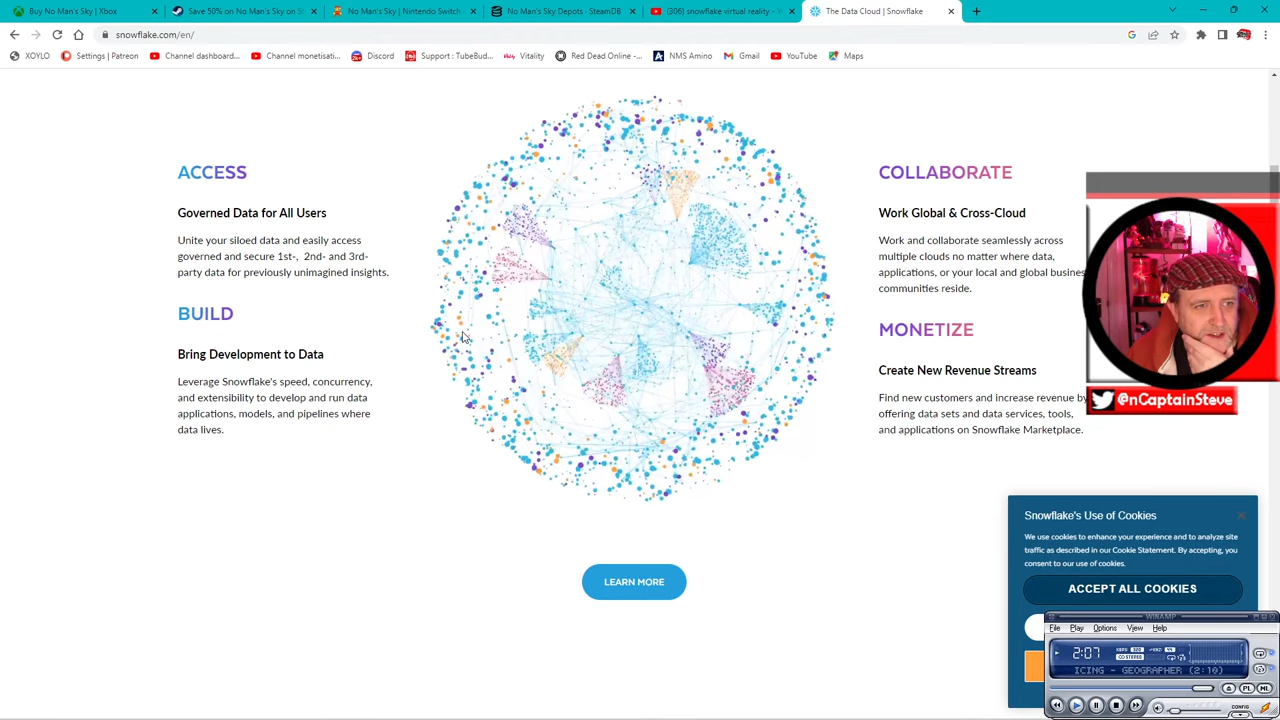 Buy No Man's Sky | Xbox
Save 50% on No Man's Sky on S
No Man's Sky | Nintendo Switch
No Man's Sky Depots · SteamDB
(306) snowflake virtual reality - Y
The Data Cloud | Snowflake
snowflake.com/en/
XOYLO
Settings | Patreon
Channel dashboard...
Channel monetisati...
Discord
Support : TubeBud...
Vitality
Red Dead Online -...
NMS Amino
YouTube
Gmail
Maps
ACCESS
Governed Data for All Users
Unite your siloed data and easily access
governed and secure 1st-, 2nd- and 3rd-
party data for previously unimagined insights.
BUILD
Bring Development to Data
Leverage Snowflake's speed, concurrency,
and extensibility to develop and run data
applications, models, and pipelines where
data lives.
COLLABORATE
Work Global & Cross-Cloud
Work and collaborate seamlessly across
multiple clouds no matter where data,
applications, or your local and global busines
communities reside.
MONETIZE
Create New Revenue Streams
Find new customers and increase revenue by
offering data sets and data services, tools,
and applications on Snowflake Marketplace.
@nCaptainSteve
LEARN MORE
Snowflake's Use of Cookies
We use cookies to enhance your experience and to analyze site
traffic as described in our Cookie Statement. By accepting, you
consent to our use of cookies.
ACCEPT ALL COOKIES
WINAMP
File Play Options View Help
2:07
STEREO
ICING - GEOGRAPHER (2:10)
PL
ML
CONFIG